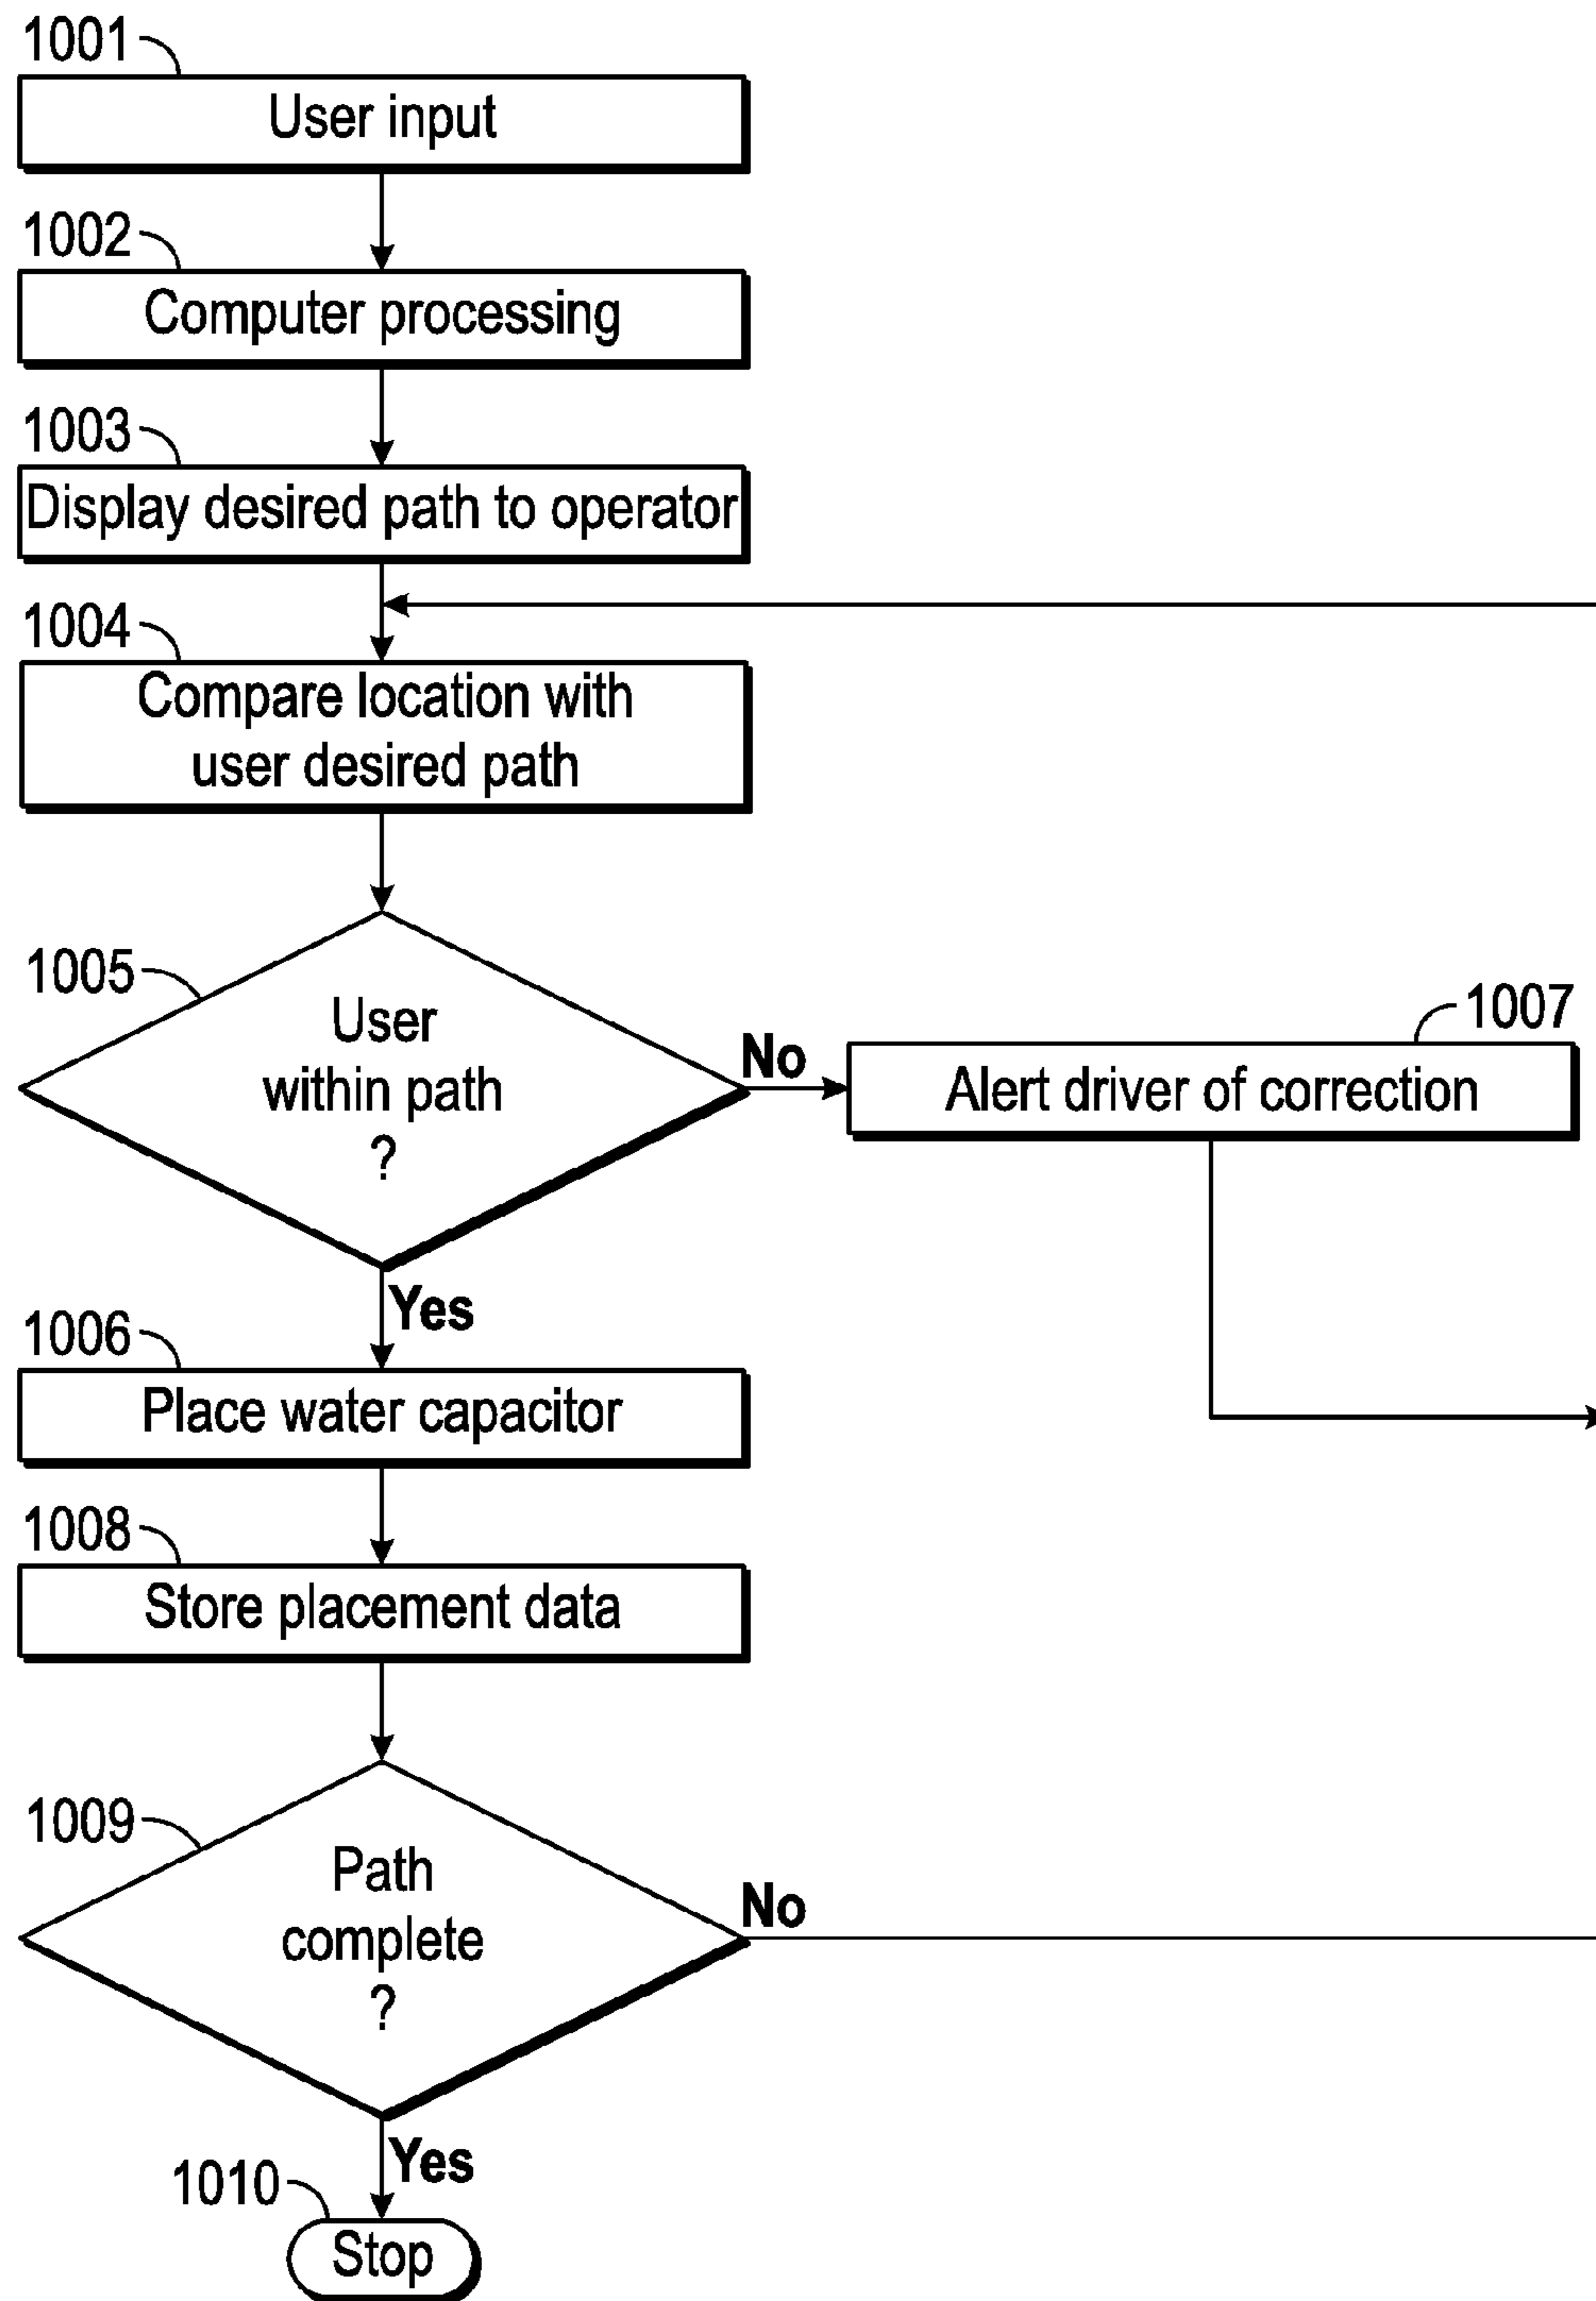 1001
User input
1002
Computer processing
1003
Display desired path to operator
1004
Compare location with
user desired path
1005
User
within path
?
No
1007
Alert driver of correction
Yes
1006
Place water capacitor
1008
Store placement data
1009
Path
complete
?
No
Yes
1010
Stop